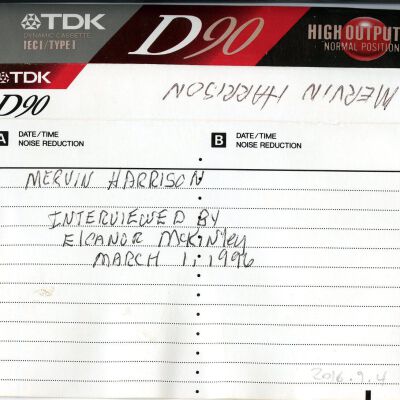 TDK
DYNAMIC CASSETTE
IEC I / TYPE I
D90
HIGH OUTPUT
NORMAL POSITION
TDK
D90
MERVIN HARRISON
A DATE/TIME
NOISE REDUCTION
B DATE/TIME
NOISE REDUCTION
MERVIN HARRISON
INTERVIEWED BY
ELEANOR McKINley
MARCH 1, 1996
2016.9.4